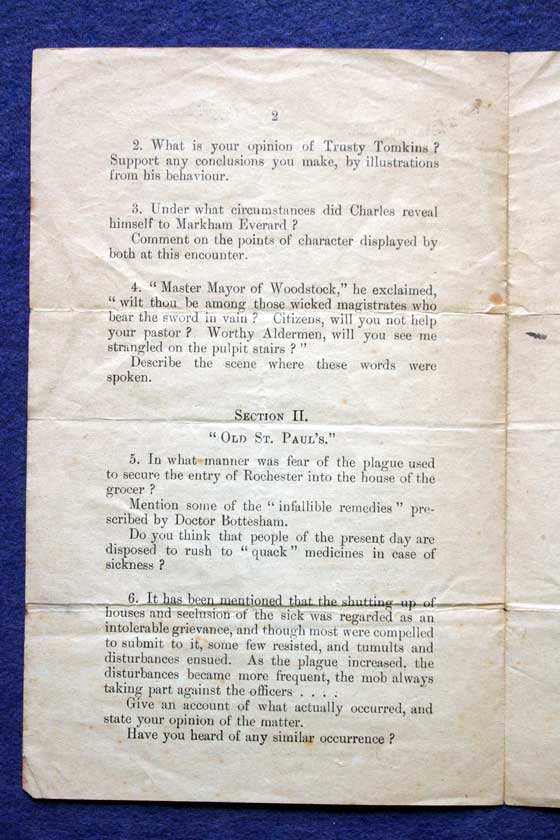 2
2. What is your opinion of Trusty Tomkins ?
Support any conclusions you make, by illustrations
from his behaviour.
3. Under what circumstances did Charles reveal
himself to Markham Everard ?
Comment on the points of character displayed by
both at this encounter.
4. " Master Mayor of Woodstock," he exclaimed,
" wilt thou be among those wicked magistrates who
bear the sword in vain ? Citizens, will you not help
your pastor ? Worthy Aldermen, will you see me
strangled on the pulpit stairs ? "
Describe the scene where these words were
spoken.
SECTION II.
" OLD ST. PAUL'S."
5. In what manner was fear of the plague used
to secure the entry of Rochester into the house of the
grocer ?
Mention some of the " infallible remedies " pre-
scribed by Doctor Bottesham.
Do you think that people of the present day are
disposed to rush to " quack " medicines in case of
sickness ?
6. It has been mentioned that the shutting up of
houses and seclusion of the sick was regarded as an
intolerable grievance, and though most were compelled
to submit to it, some few resisted, and tumults and
disturbances ensued. As the plague increased. the
disturbances became more frequent, the mob always
taking part against the officers . . . .
Give an account of what actually occurred, and
state your opinion of the matter.
Have you heard of any similar occurrence ?